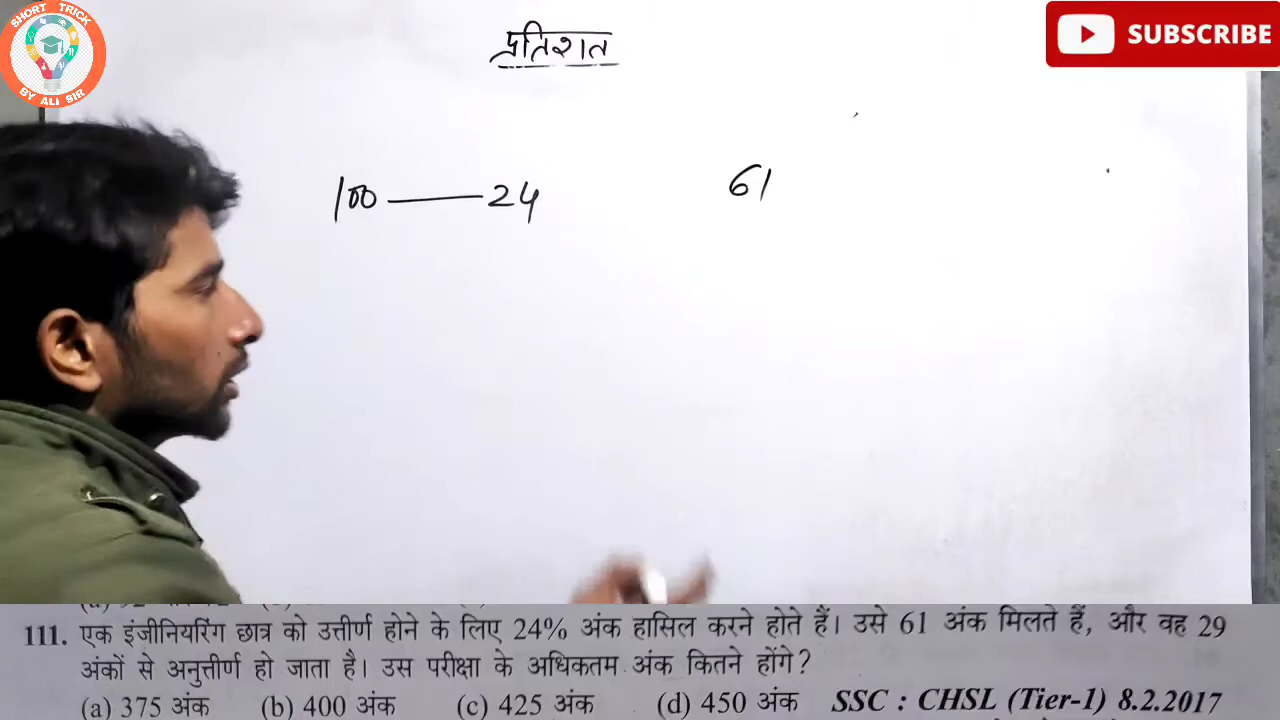 SHORT TRICK
BY ALI SIR
SUBSCRIBE
प्रतिशत
100 —— 24
61
111. एक इंजीनियरिंग छात्र को उत्तीर्ण होने के लिए 24% अंक हासिल करने होते हैं। उसे 61 अंक मिलते हैं, और वह 29
अंकों से अनुत्तीर्ण हो जाता है। उस परीक्षा के अधिकतम अंक कितने होंगे?
(a) 375 अंक (b) 400 अंक (c) 425 अंक (d) 450 अंक SSC : CHSL (Tier-1) 8.2.2017